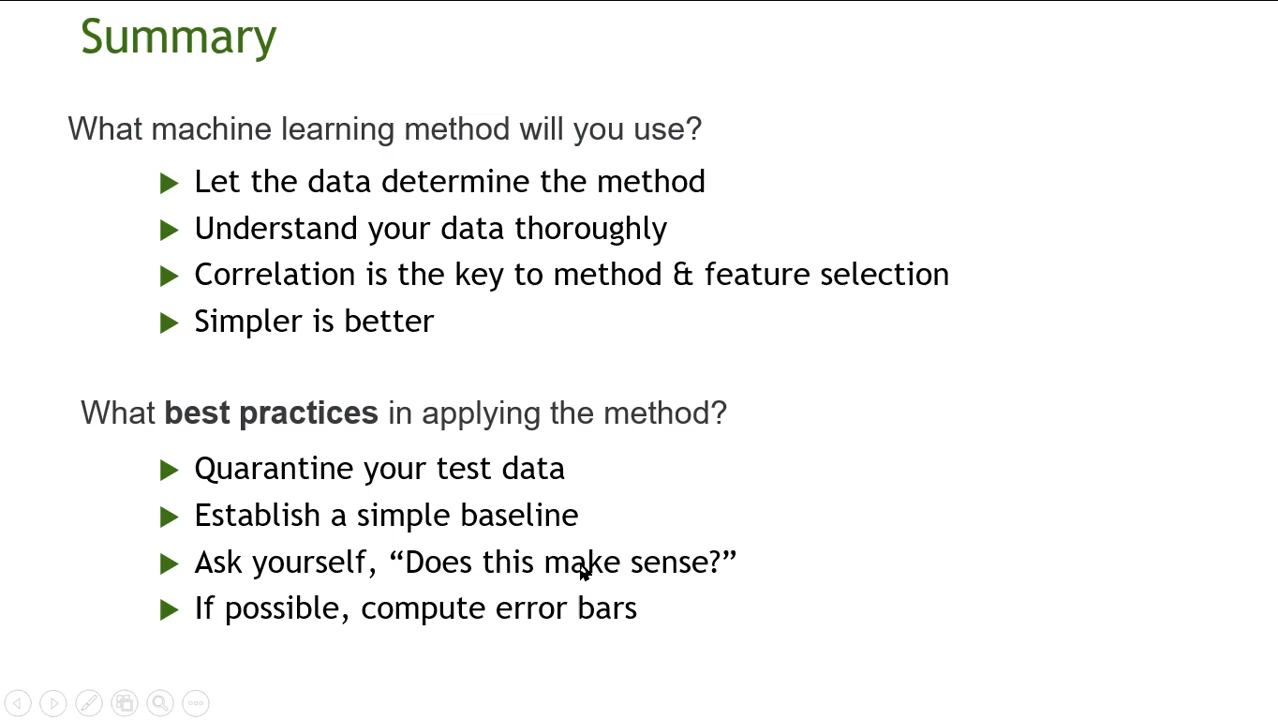 Summary
What machine learning method will you use?
Let the data determine the method
Understand your data thoroughly
Correlation is the key to method & feature selection
Simpler is better
What best practices in applying the method?
Quarantine your test data
Establish a simple baseline
Ask yourself, “Does this make sense?”
If possible, compute error bars